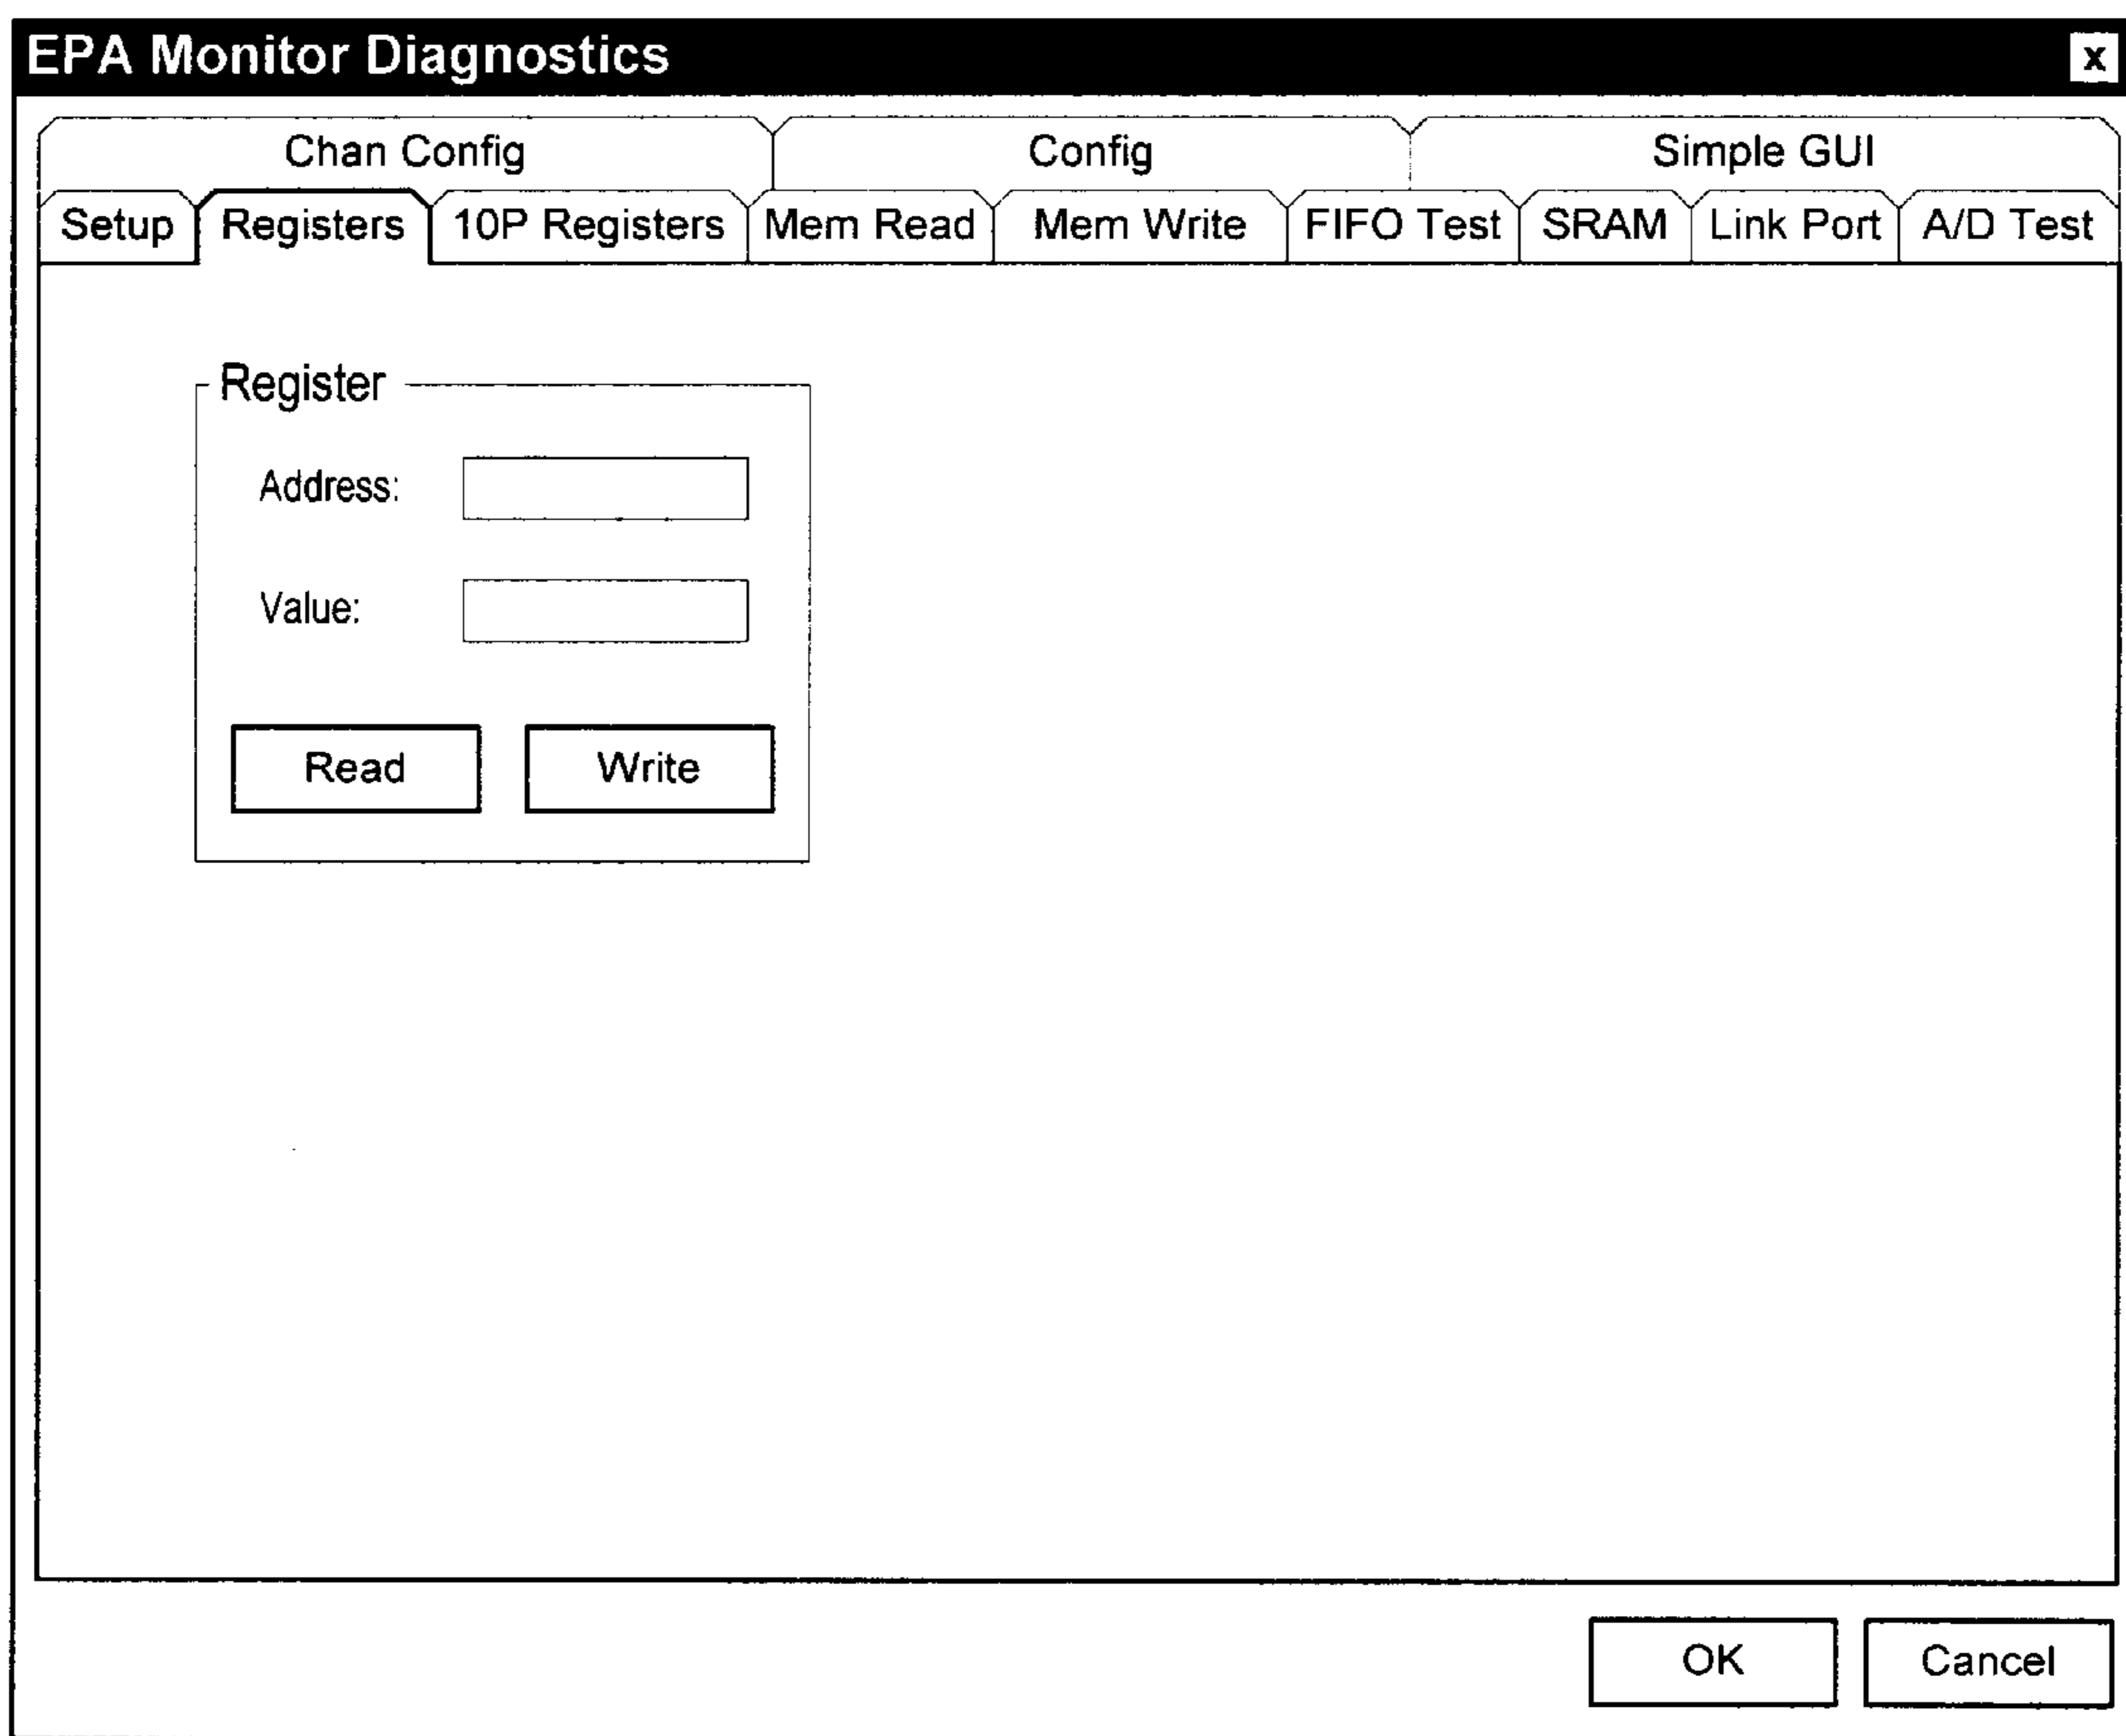 EPA Monitor Diagnostics x
Chan Config Config Simple GUI
Setup Registers 10P Registers Mem Read Mem Write FIFO Test SRAM Link Port A/D Test
Register
Address:
Value:
Read Write
OK Cancel